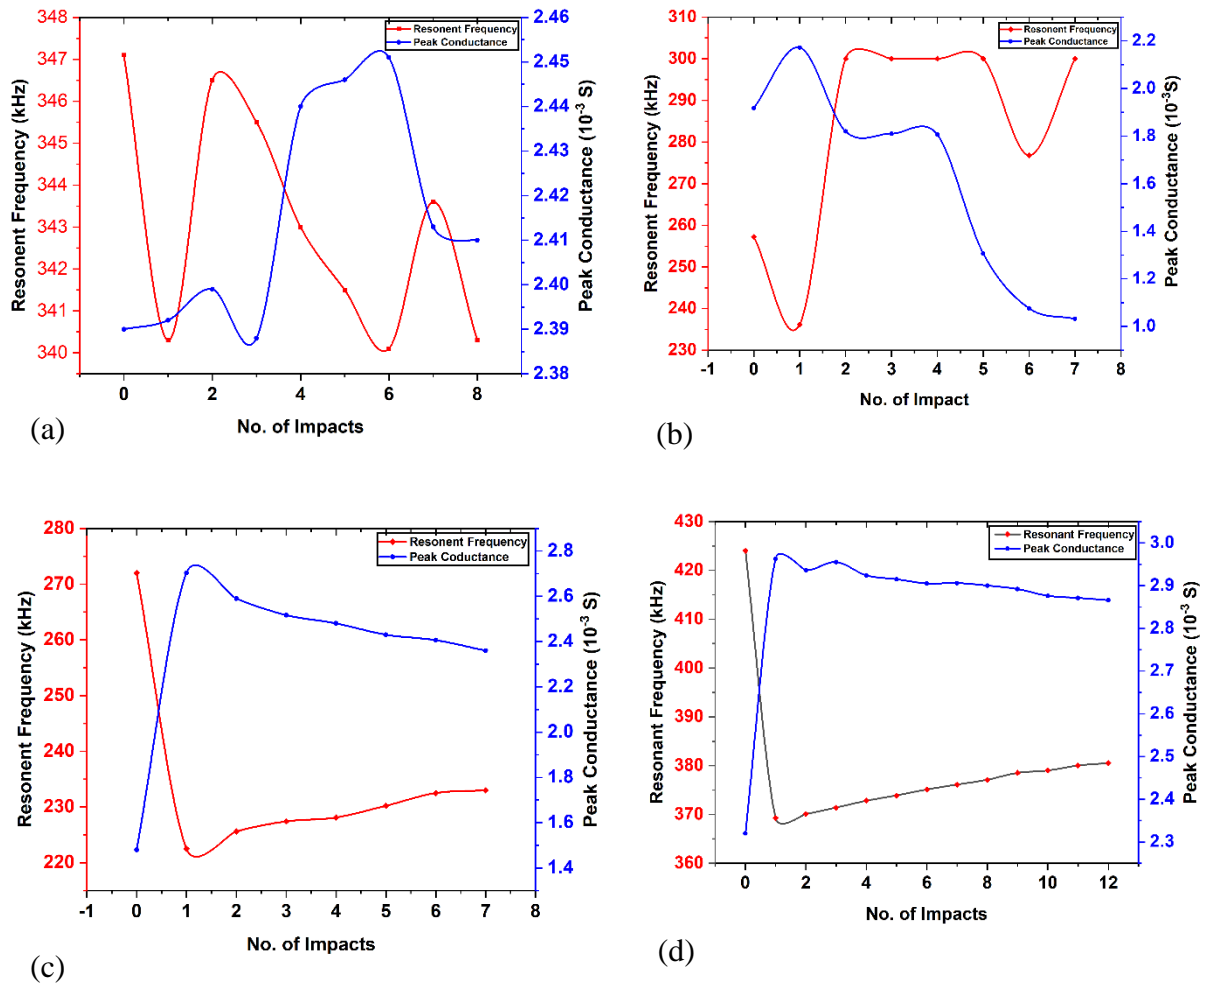 348
347
346
345
344
343
342
341
340
Resonent Frequency (kHz)
Resonent Frequency
Peak Conductance
2.46
2.45
2.44
2.43
2.42
2.41
2.40
2.39
2.38
Peak Conductance (10-3 S)
0 2 4 6 8
No. of Impacts
(a)
310
300
290
280
270
260
250
240
230
Resonent Frequency (kHz)
Resonent Frequency
Peak Conductance
2.2
2.0
1.8
1.6
1.4
1.2
1.0
Peak Conductance (10-3S)
-1 0 1 2 3 4 5 6 7 8
No. of Impact
(b)
280
270
260
250
230
230
220
Resonent Frequency (kHz)
Resonent Frequency
Peak Coductance
2.8
2.6
2.4
2.2
2.0
1.8
1.6
1.4
Peak Conductance (10-3 S)
-1 0 1 2 3 4 5 6 7 8
No. of Impacts
(c)
430
420
410
400
390
380
370
360
Resonant Frequency (kHz)
Resonant Frequency
Peak Conductance
3.0
2.9
2.8
2.7
2.6
2.5
2.4
2.3
Peak Conductance (10-3 S)
0 2 4 6 8 10 12
No. of Impacts
(d)